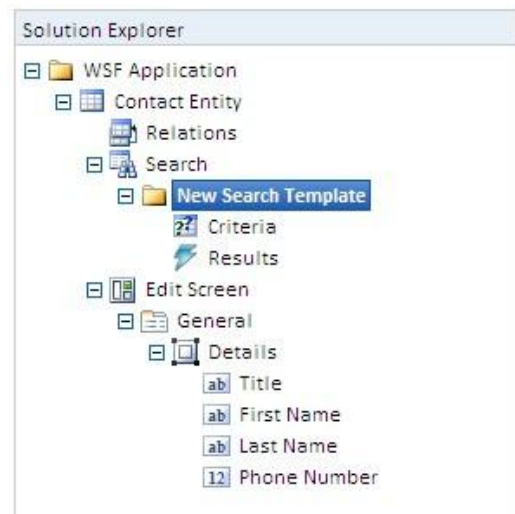 Solution Explorer
WSF Application
Contact Entity
Relations
Search
New Search Template
Criteria
Results
Edit Screen
General
Details
ab Title
ab First Name
ab Last Name
12 Phone Number